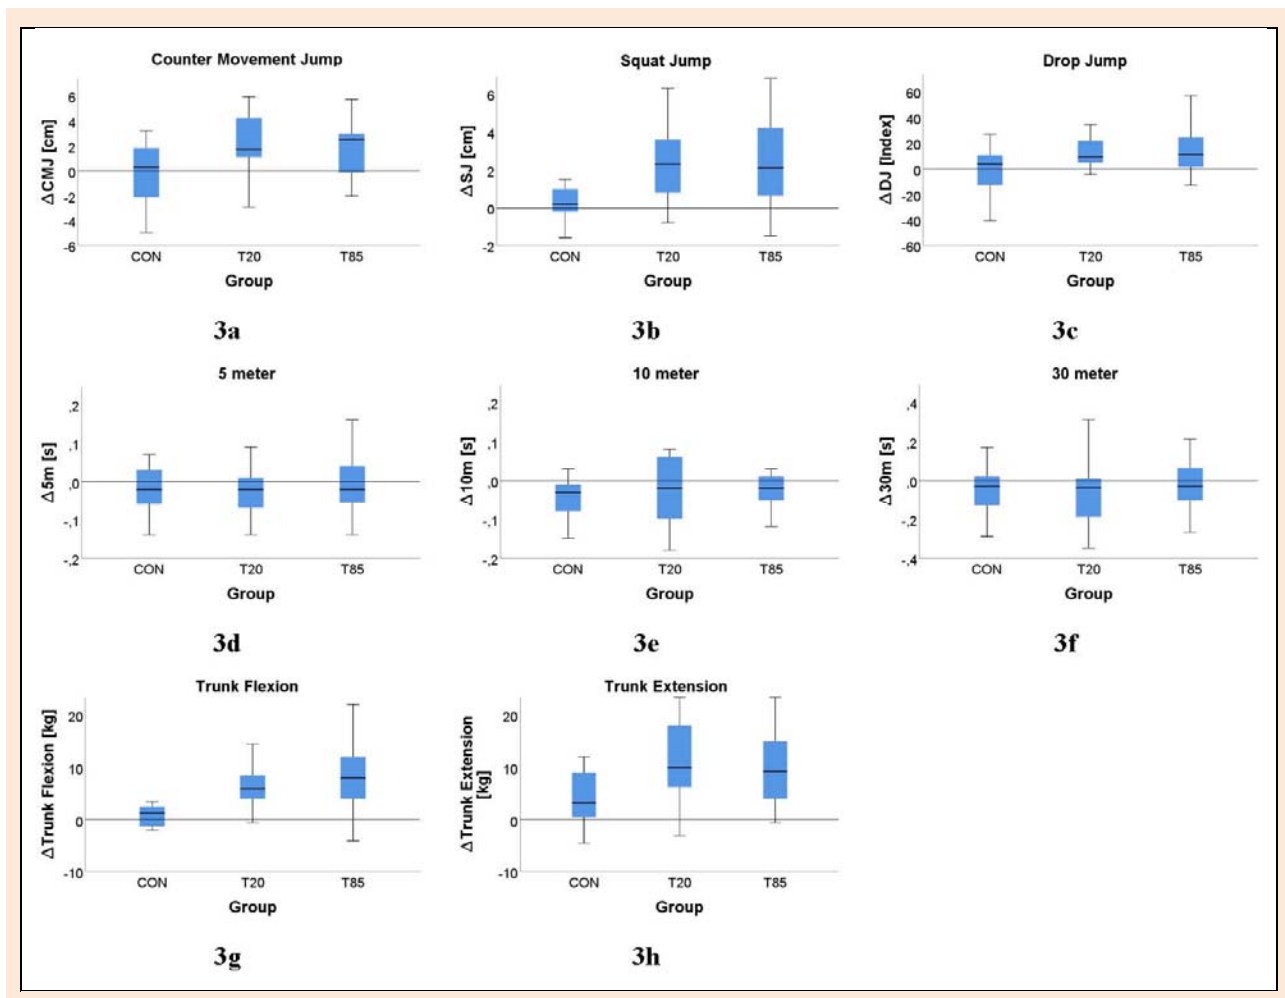 Counter Movement Jump
ΔCMJ [cm]
6
4
2
0
-2
-4
-6
CON T20 T85
Group
3a
Squat Jump
ΔSJ [cm]
6
4
2
0
-2
CON T20 T85
Group
3b
Drop Jump
ΔDJ [Index]
60
40
20
0
-20
-40
-60
CON T20 T85
Group
3c
5 meter
Δ5m [s]
,2
,1
,0
-,1
-,2
CON T20 T85
Group
3d
10 meter
Δ10m [s]
,2
,1
,0
-,1
-,2
CON T20 T85
Group
3e
30 meter
Δ30m [s]
,4
,2
,0
-,2
-,4
CON T20 T85
Group
3f
Trunk Flexion
ΔTrunk Flexion [kg]
20
10
0
-10
CON T20 T85
Group
3g
Trunk Extension
ΔTrunk Extension
[kg]
20
10
0
-10
CON T20 T85
Group
3h